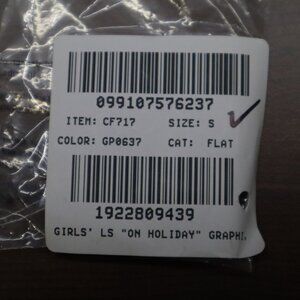 099107576237
ITEM: CF717 SIZE: S
COLOR: GP0637 CAT: FLAT
1922809439
GIRLS' LS "ON HOLIDAY" GRAPHI